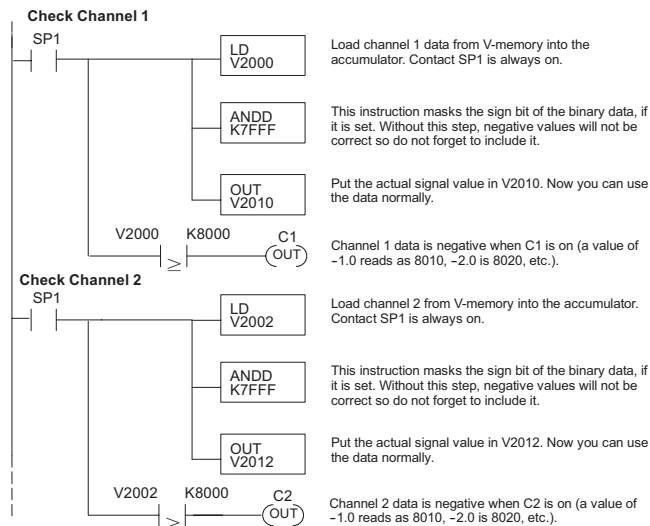 Check Channel 1
SP1
LD
V2000
Load channel 1 data from V-memory into the
accumulator. Contact SP1 is always on.
ANDD
K7FFF
This instruction masks the sign bit of the binary data, if
it is set. Without this step, negative values will not be
correct so do not forget to include it.
OUT
V2010
Put the actual signal value in V2010. Now you can use
the data normally.
V2000 K8000 C1
≥ OUT
Channel 1 data is negative when C1 is on (a value of
−1.0 reads as 8010, −2.0 is 8020, etc.).
Check Channel 2
SP1
LD
V2002
Load channel 2 from V-memory into the accumulator.
Contact SP1 is always on.
ANDD
K7FFF
This instruction masks the sign bit of the binary data, if
it is set. Without this step, negative values will not be
correct so do not forget to include it.
OUT
V2012
Put the actual signal value in V2012. Now you can use
the data normally.
V2002 K8000 C2
≥ OUT
Channel 2 data is negative when C2 is on (a value of
−1.0 reads as 8010, −2.0 is 8020, etc.).